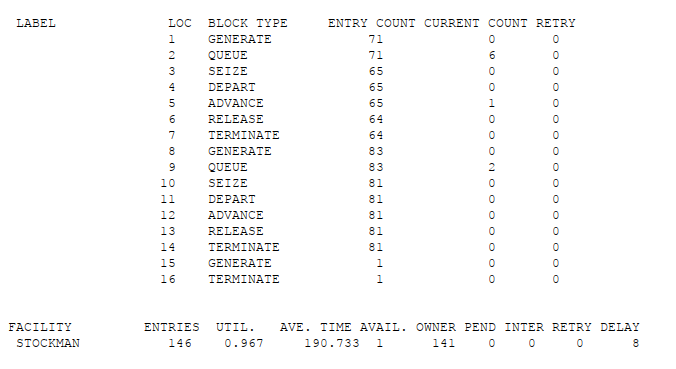 LABEL LOC BLOCK TYPE ENTRY COUNT CURRENT COUNT RETRY
1 GENERATE 71 0 0
2 QUEUE 71 6 0
3 SEIZE 65 0 0
4 DEPART 65 0 0
5 ADVANCE 65 1 0
6 RELEASE 64 0 0
7 TERMINATE 64 0 0
8 GENERATE 83 0 0
9 QUEUE 83 2 0
10 SEIZE 81 0 0
11 DEPART 81 0 0
12 ADVANCE 81 0 0
13 RELEASE 81 0 0
14 TERMINATE 81 0 0
15 GENERATE 1 0 0
16 TERMINATE 1 0 0
FACILITY ENTRIES UTIL. AVE. TIME AVAIL. OWNER PEND INTER RETRY DELAY
STOCKMAN 146 0.967 190.733 1 141 0 0 0 8